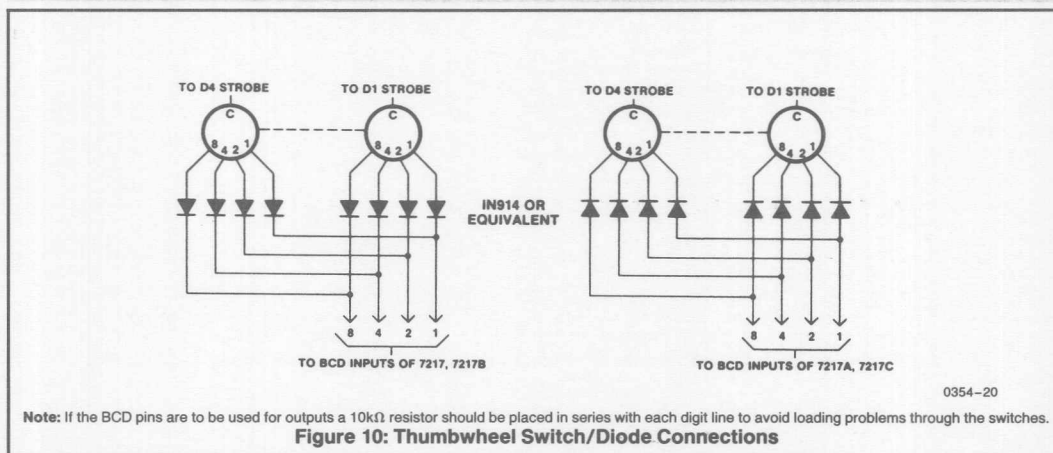 TO D4 STROBE TO D1 STROBE TO D4 STROBE TO D1 STROBE
C C C C
8 4 2 1 8 4 2 1 8 4 2 1 8 4 2 1
IN914 OR
EQUIVALENT
8 4 2 1 8 4 2 1
TO BCD INPUTS OF 7217, 7217B TO BCD INPUTS OF 7217A, 7217C
0354–20
Note: If the BCD pins are to be used for outputs a 10kΩ resistor should be placed in series with each digit line to avoid loading problems through the switches.
Figure 10: Thumbwheel Switch/Diode Connections